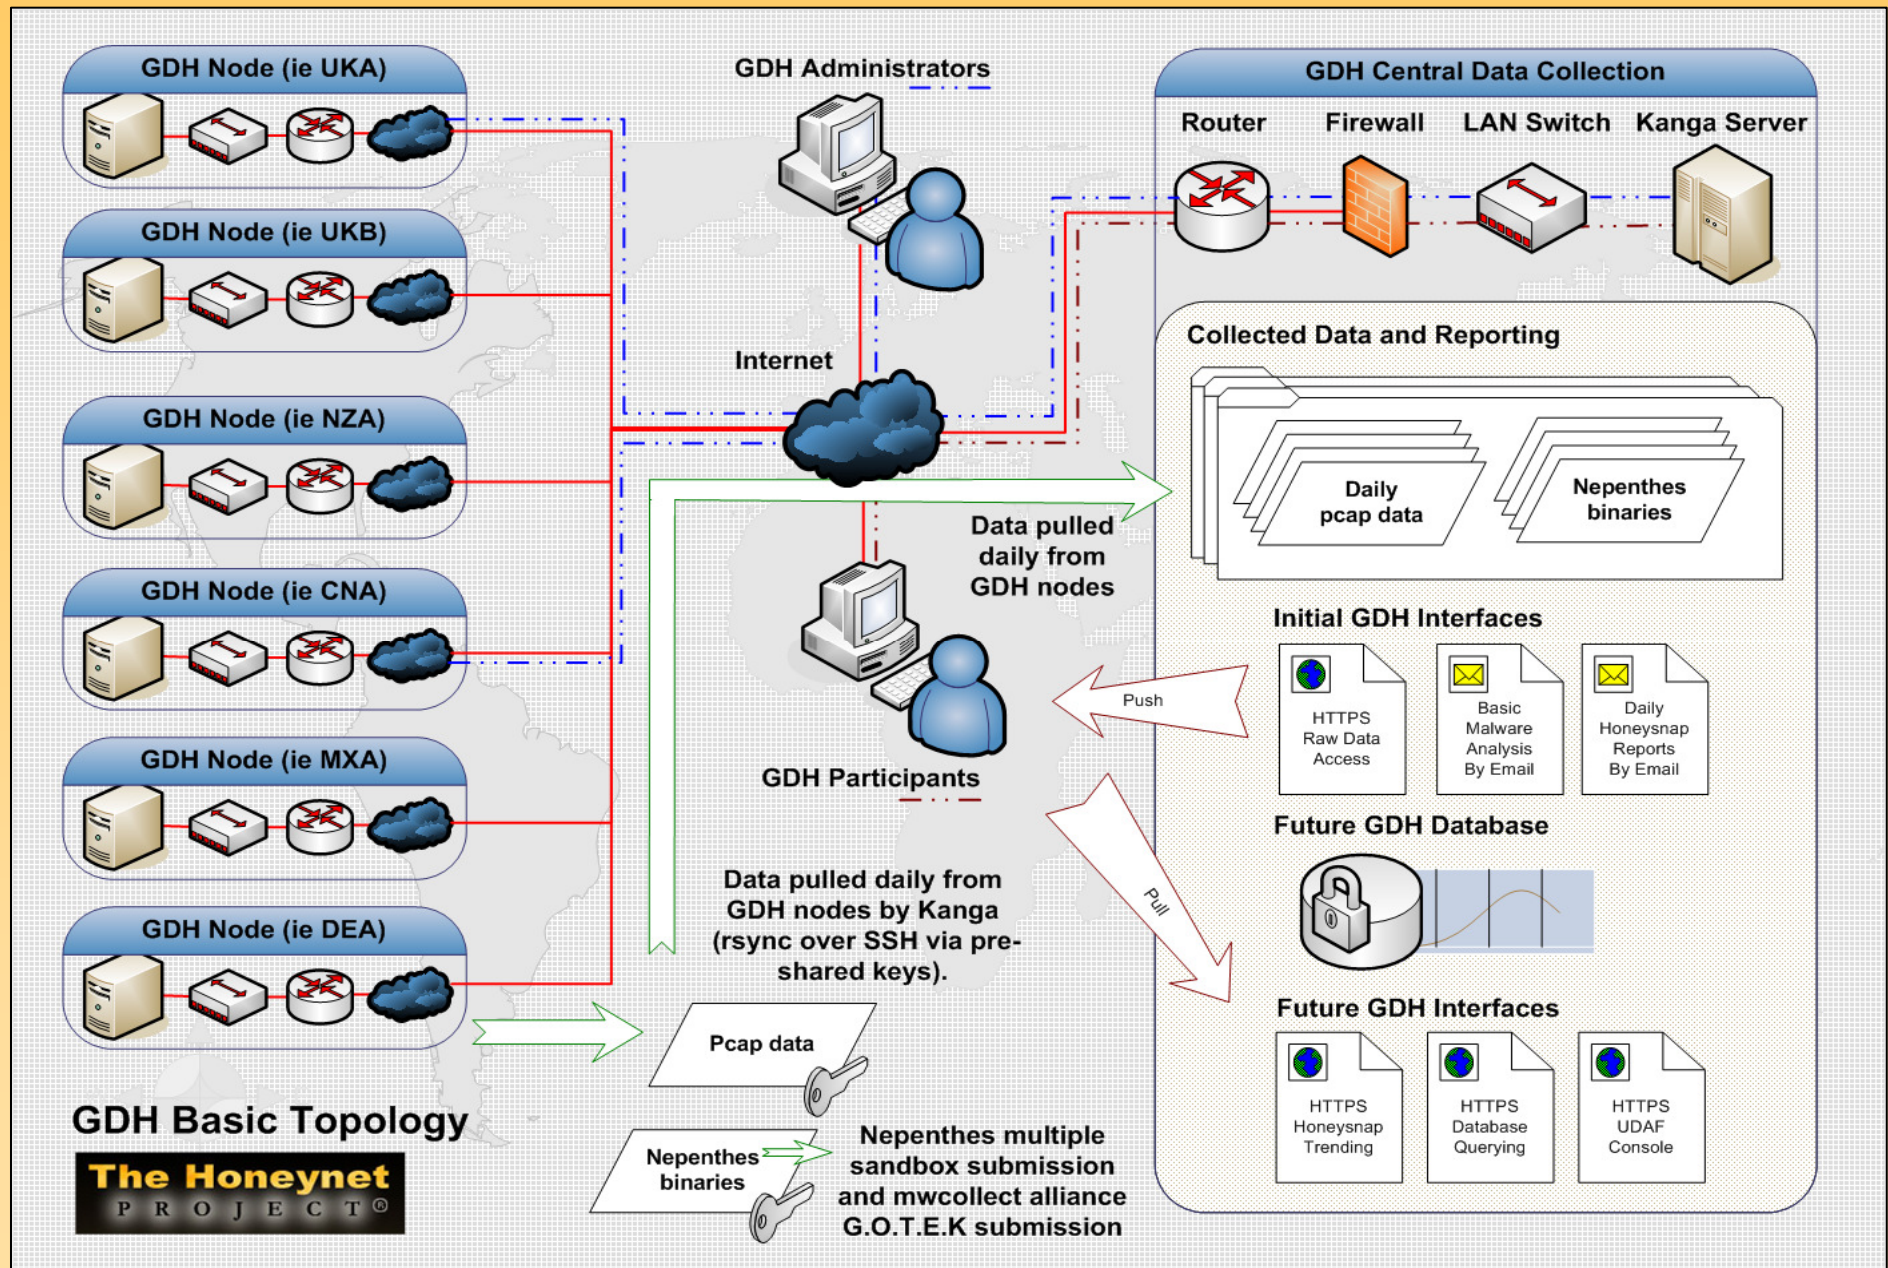 GDH Node (ie UKA)
GDH Node (ie UKB)
GDH Node (ie NZA)
GDH Node (ie CNA)
GDH Node (ie MXA)
GDH Node (ie DEA)
GDH Basic Topology
The Honeynet
PROJECT®
GDH Administrators
Internet
Data pulled
daily from
GDH nodes
GDH Participants
Data pulled daily from
GDH nodes by Kanga
(rsync over SSH via pre-
shared keys).
Pcap data
Nepenthes
binaries
Nepenthes multiple
sandbox submission
and mwcollect alliance
G.O.T.E.K submission
Push
Pull
GDH Central Data Collection
Router
Firewall
LAN Switch
Kanga Server
Collected Data and Reporting
Daily
pcap data
Nepenthes
binaries
Initial GDH Interfaces
HTTPS
Raw Data
Access
Basic
Malware
Analysis
By Email
Daily
Honeysnap
Reports
By Email
Future GDH Database
Future GDH Interfaces
HTTPS
Honeysnap
Trending
HTTPS
Database
Querying
HTTPS
UDAF
Console